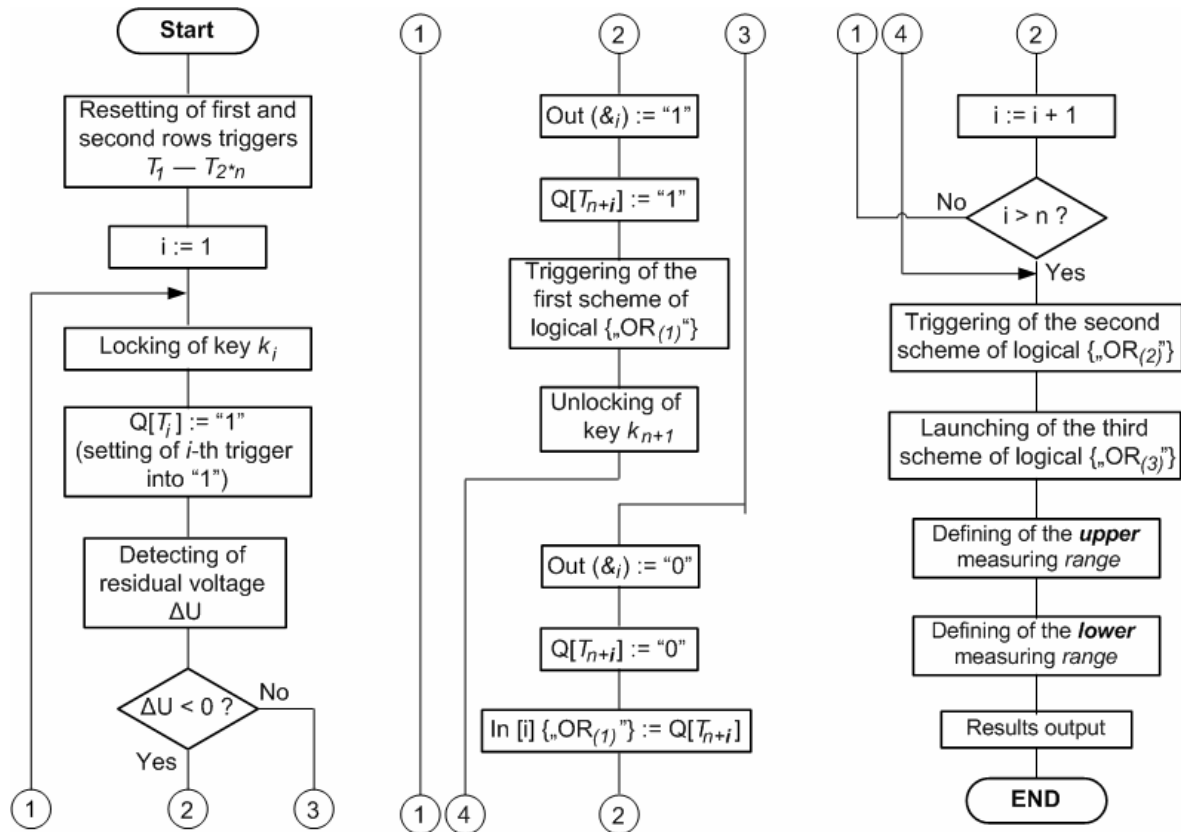 Start
Resetting of first and
second rows triggers
T1 — T2*n
i := 1
Locking of key ki
Q[Ti] := “1”
(setting of i-th trigger
into “1”)
Detecting of
residual voltage
ΔU
ΔU < 0 ?
No
Yes
1
2
3
1
2
3
Out (&i) := “1”
Q[Tn+i] := “1”
Triggering of the
first scheme of
logical {„OR(1)“}
Unlocking of
key kn+1
Out (&i) := “0”
Q[Tn+i] := “0”
In [i] {„OR(1)”} := Q[Tn+i]
1
4
2
1
4
2
i := i + 1
No
i > n ?
Yes
Triggering of the second
scheme of logical {„OR(2)”}
Launching of the third
scheme of logical {„OR(3)”}
Defining of the upper
measuring range
Defining of the lower
measuring range
Results output
END